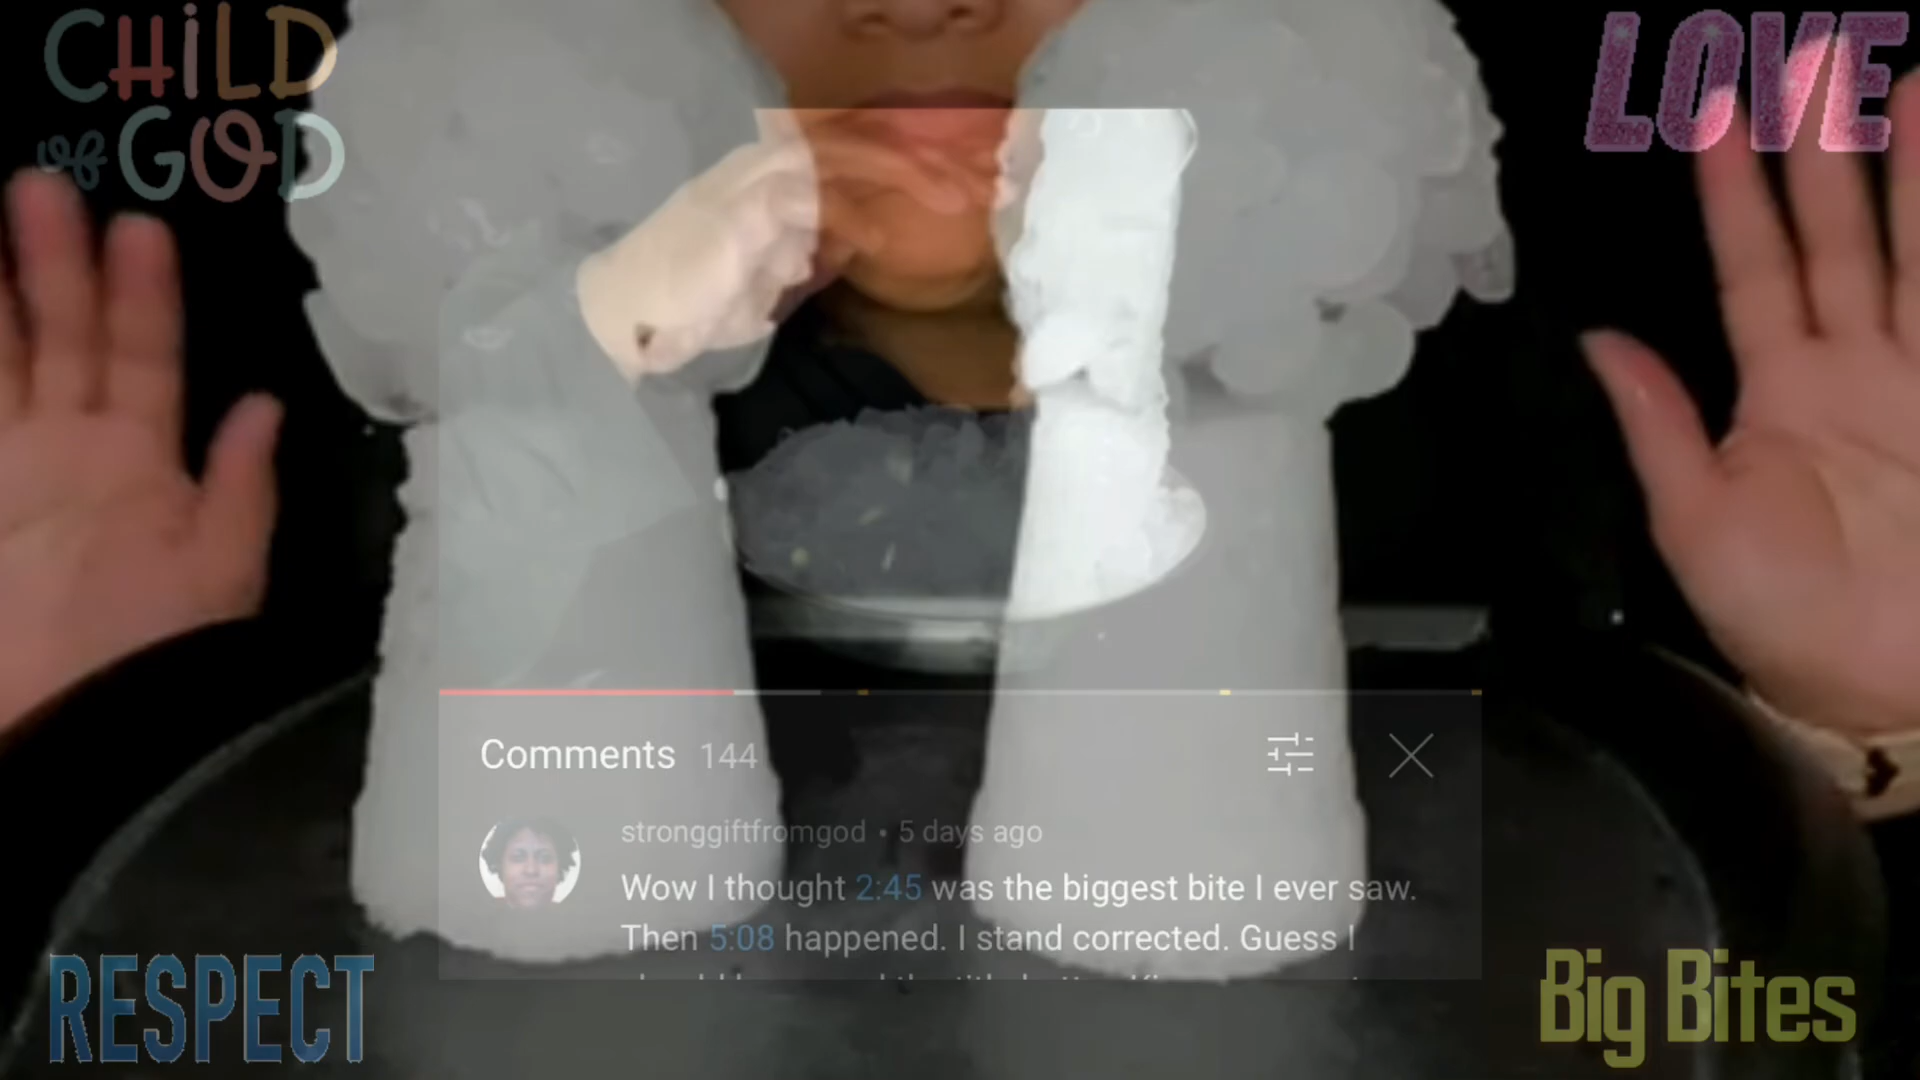 CHiLD
of GOD
LOVE
Comments 144
stronggiftfromgod • 5 days ago
Wow I thought 2:45 was the biggest bite I ever saw.
Then 5:08 happened. I stand corrected. Guess I
RESPECT
Big Bites